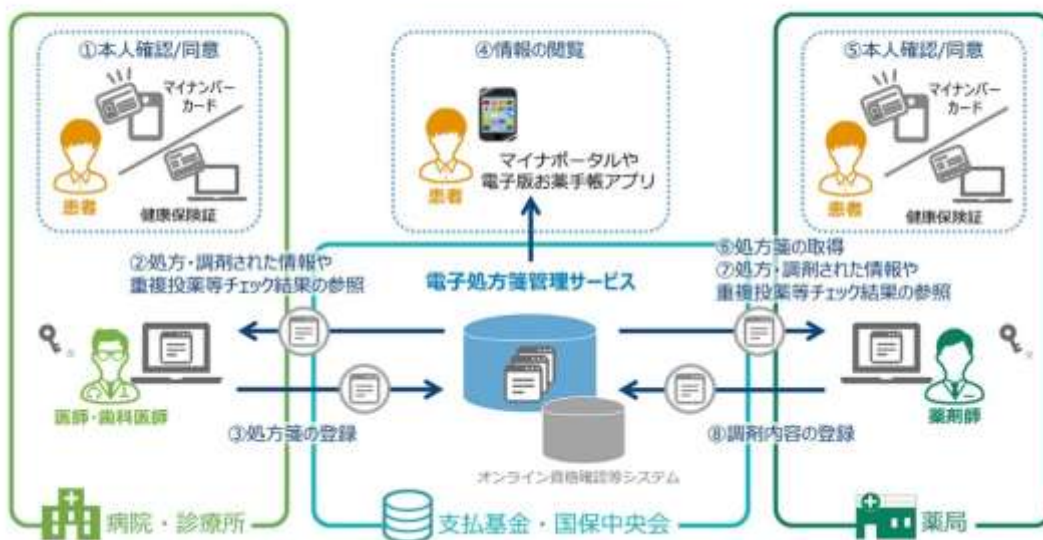 ①本人確認/同意
マイナンバー
カード
患者
健康保険証
②処方・調剤された情報や
重複投薬等チェック結果の参照
医師・歯科医師
③処方箋の登録
病院・診療所
④情報の閲覧
患者
マイナポータルや
電子版お薬手帳アプリ
電子処方箋管理サービス
オンライン資格確認等システム
支払基金・国保中央会
⑤本人確認/同意
マイナンバー
カード
患者
健康保険証
⑥処方箋の取得
⑦処方・調剤された情報や
重複投薬等チェック結果の参照
薬剤師
⑧調剤内容の登録
薬局